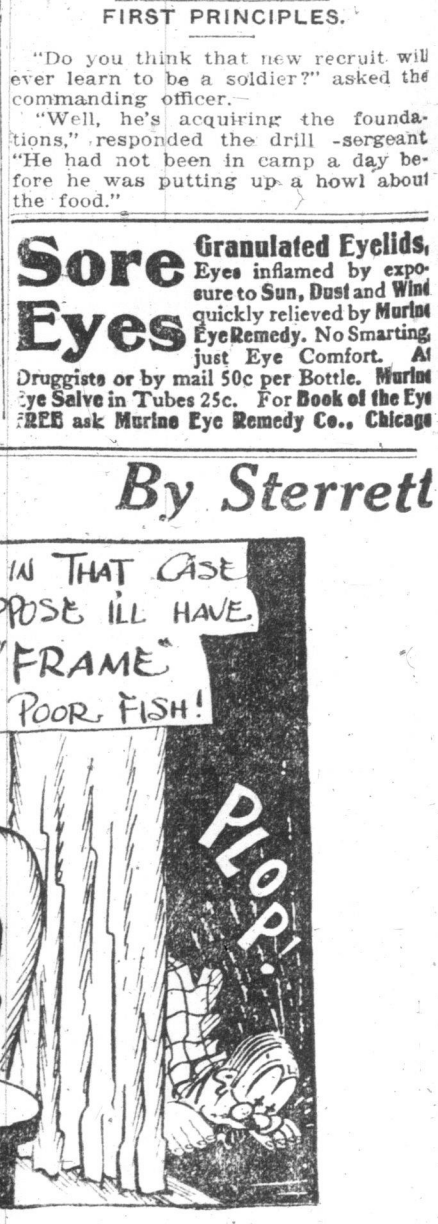 FIRST PRINCIPLES.
"Do you think that new recruit will
ever learn to be a soldier?" asked the
commanding officer.
"Well, he's acquiring the founda-
tions," responded the drill-sergeant
"He had not been in camp a day be-
fore he was putting up a howl about
the food."
Sore
Eyes
Granulated Eyelids,
Eyes inflamed by expo-
sure to Sun, Dust and Wind
quickly relieved by Murine
Eye Remedy. No Smarting,
just Eye Comfort. At
Druggists or by mail 50c per Bottle. Murine
Eye Salve in Tubes 25c. For Book of the Eye
FREE ask Murine Eye Remedy Co., Chicago
By Sterrett
IN THAT CASE
PPOSE ILL HAVE
"FRAME"
POOR FISH!
PLOP!